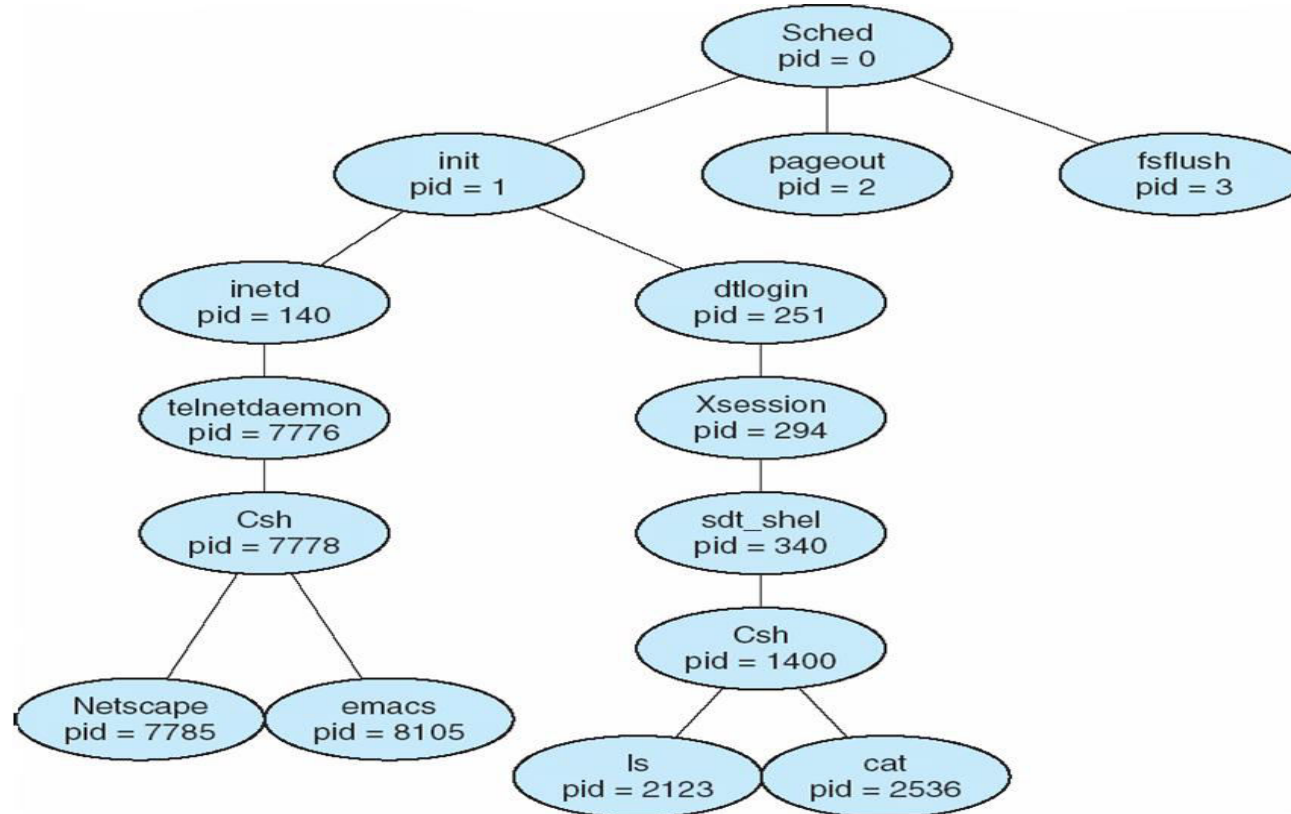 Sched
pid = 0
init
pid = 1
pageout
pid = 2
fsflush
pid = 3
inetd
pid = 140
dtlogin
pid = 251
telnetdaemon
pid = 7776
Xsession
pid = 294
Csh
pid = 7778
sdt_shel
pid = 340
Csh
pid = 1400
Netscape
pid = 7785
emacs
pid = 8105
ls
pid = 2123
cat
pid = 2536